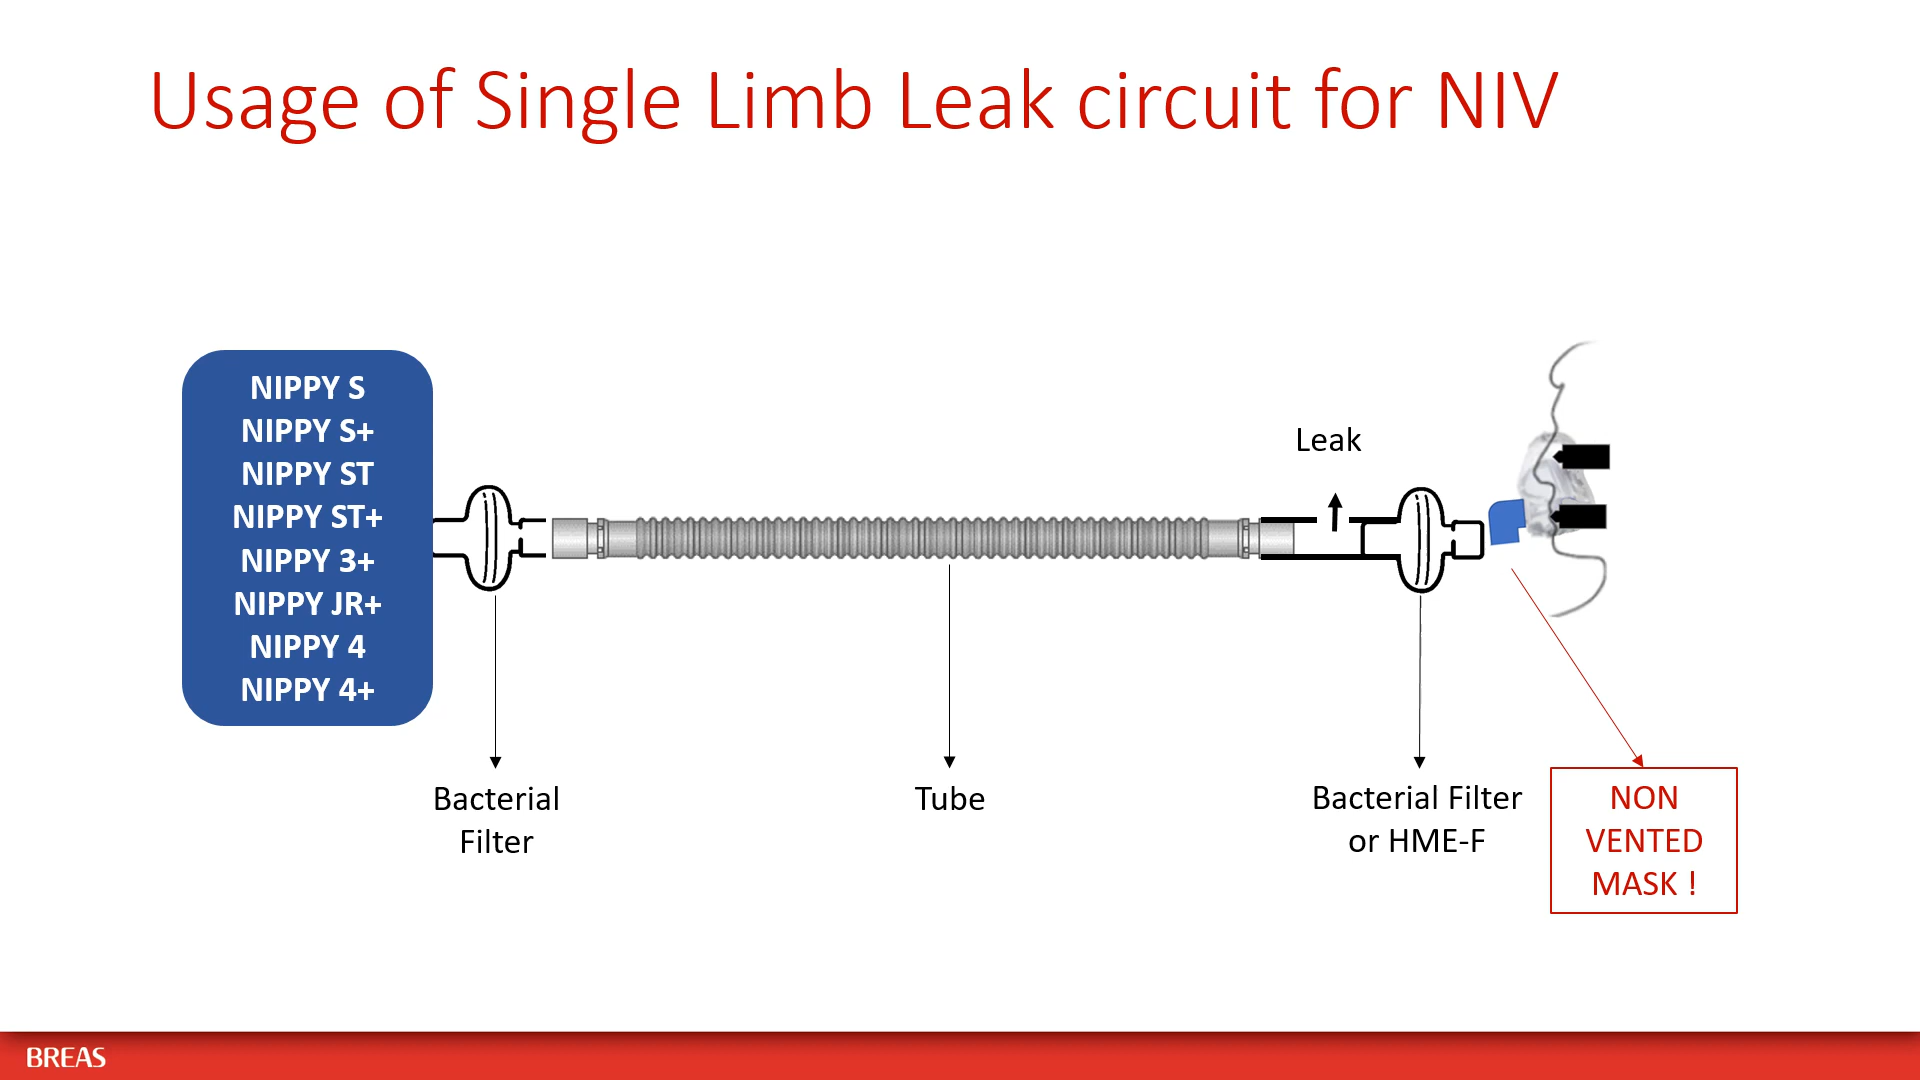 Usage of Single Limb Leak circuit for NIV
NIPPY S
NIPPY S+
NIPPY ST
NIPPY ST+
NIPPY 3+
NIPPY JR+
NIPPY 4
NIPPY 4+
Leak
Bacterial
Filter
Tube
Bacterial Filter
or HME-F
NON
VENTED
MASK !
BREAS